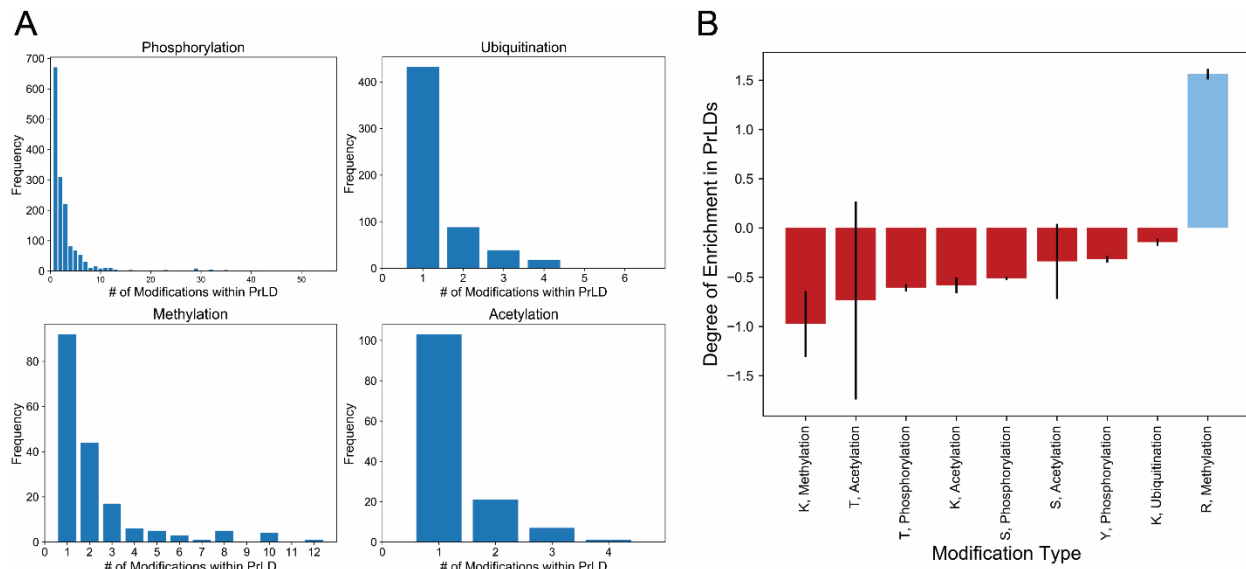 A
Phosphorylation
700
600
500
400
300
200
100
0
Frequency
0 10 20 30 40 50
# of Modifications within PrLD
Ubiquitination
400
300
200
100
0
Frequency
0 1 2 3 4 5 6
# of Modifications within PrLD
Methylation
80
60
40
20
0
Frequency
0 1 2 3 4 5 6 7 8 9 10 11 12
# of Modifications within PrLD
Acetylation
100
80
60
40
20
0
Frequency
0 1 2 3 4
# of Modifications within PrLD
B
Degree of Enrichment in PrLDs
1.5
1.0
0.5
0.0
−0.5
−1.0
−1.5
K, Methylation
T, Acetylation
T, Phosphorylation
K, Acetylation
S, Phosphorylation
S, Acetylation
Y, Phosphorylation
K, Ubiquitination
R, Methylation
Modification Type